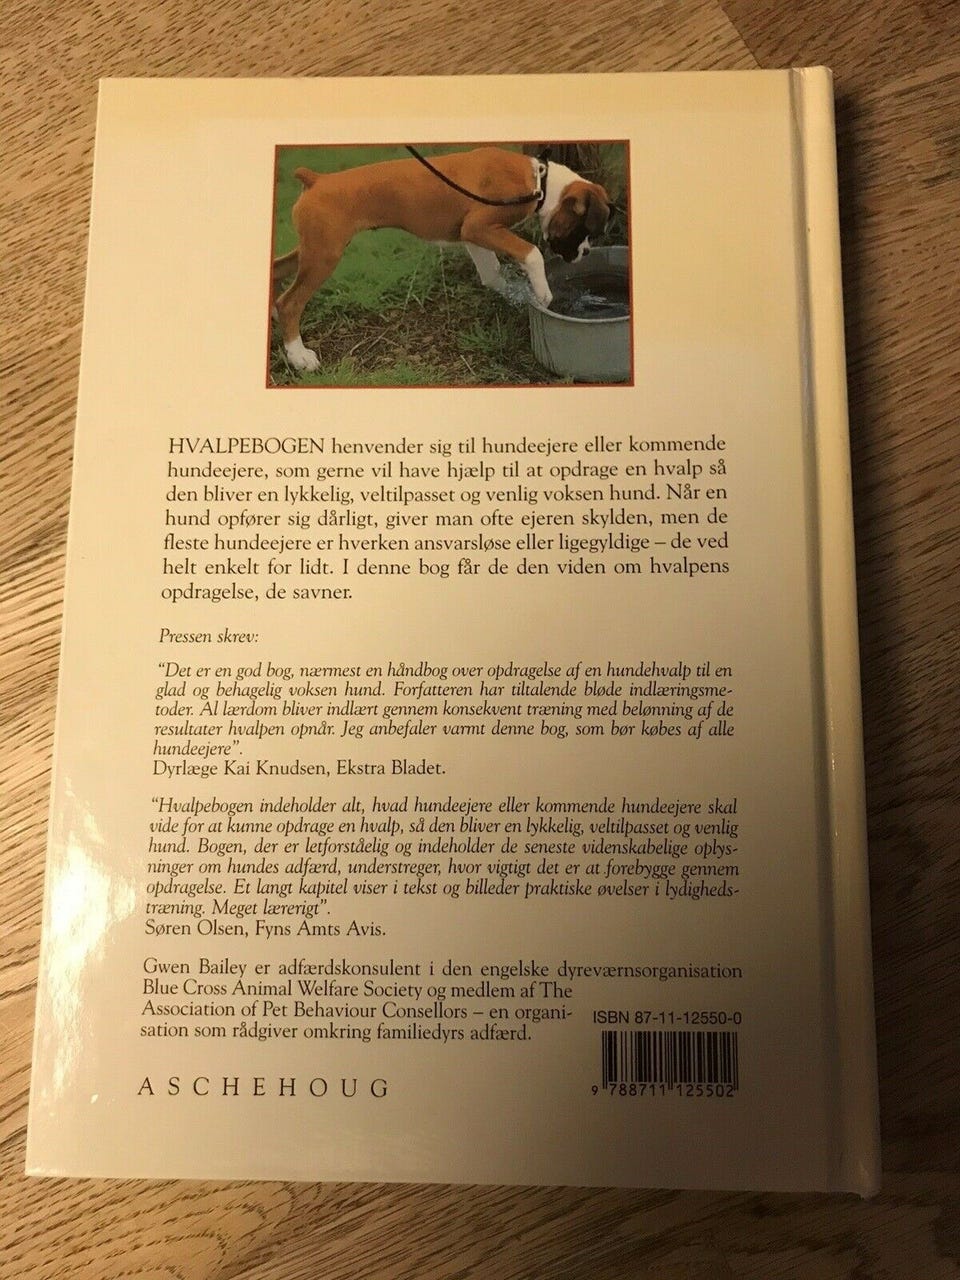 HVALPEBOGEN henvender sig til hundeejere eller kommende
hundeejere, som gerne vil have hjælp til at opdrage en hvalp så
den bliver en lykkelig, veltilpasset og venlig voksen hund. Når en
hund opfører sig dårligt, giver man ofte ejeren skylden, men de
fleste hundeejere er hverken ansvarsløse eller ligegyldige – de ved
helt enkelt for lidt. I denne bog får de den viden om hvalpens
opdragelse, de savner.
Pressen skrev:
“Det er en god bog, nærmest en håndbog over opdragelse af en hundehvalp til en
glad og behagelig voksen hund. Forfatteren har tiltalende bløde indlæringsme-
toder. Al lærdom bliver indlært gennem konsekvent træning med belønning af de
resultater hvalpen opnår. Jeg anbefaler varmt denne bog, som bør købes af alle
hundeejere”.
Dyrlæge Kai Knudsen, Ekstra Bladet.
“Hvalpebogen indeholder alt, hvad hundeejere eller kommende hundeejere skal
vide for at kunne opdrage en hvalp, så den bliver en lykkelig, veltilpasset og venlig
hund. Bogen, der er letforståelig og indeholder de seneste videnskabelige oplys-
ninger om hundes adfærd, understreger, hvor vigtigt det er at forebygge gennem
opdragelse. Et langt kapitel viser i tekst og billeder praktiske øvelser i lydigheds-
træning. Meget lærerigt”.
Søren Olsen, Fyns Amts Avis.
Gwen Bailey er adfærdskonsulent i den engelske dyreværnsorganisation
Blue Cross Animal Welfare Society og medlem af The
Association of Pet Behaviour Consellors – en organi-
sation som rådgiver omkring familiedyrs adfærd.
ISBN 87-11-12550-0
9 788711 125502
ASCHEHOUG